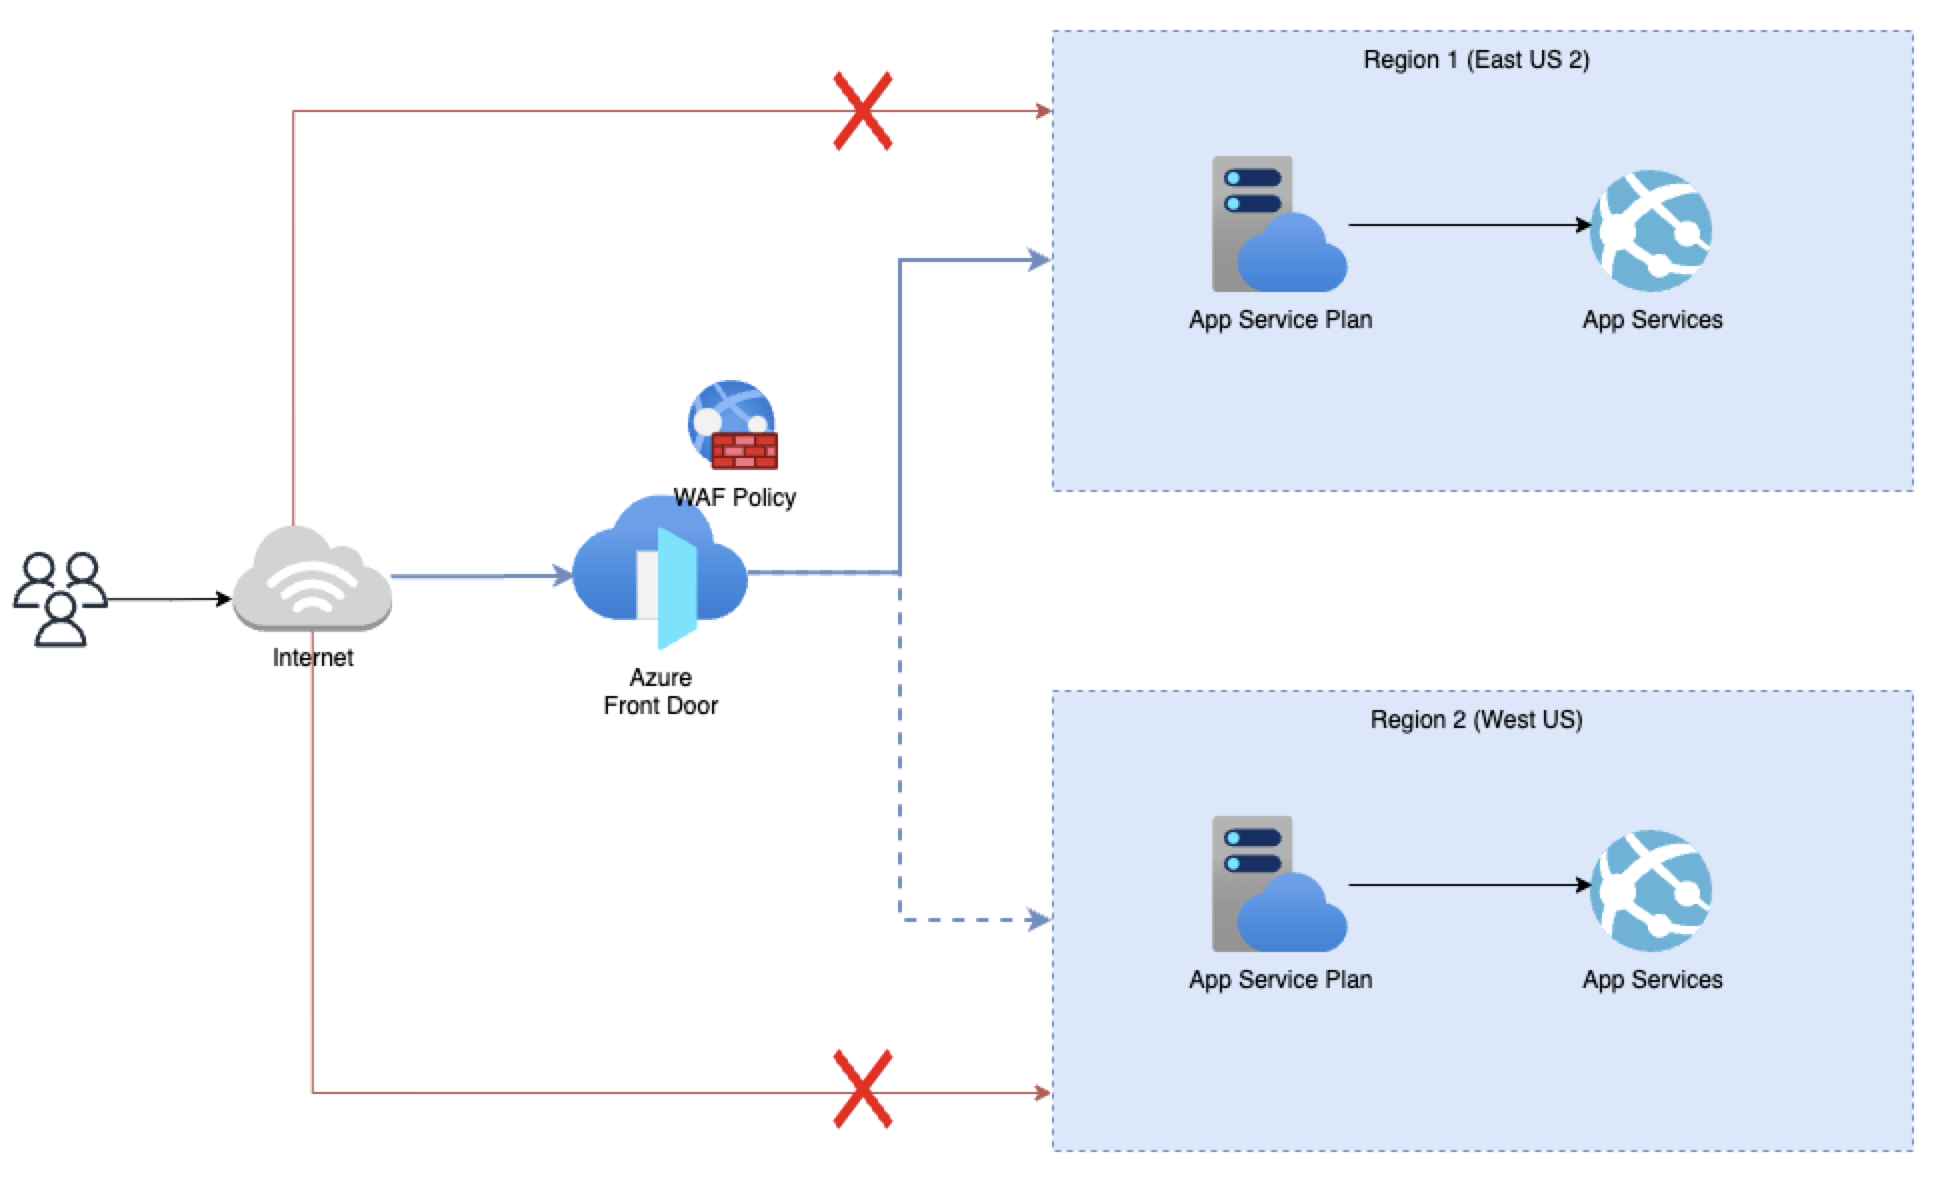 Region 1 (East US 2)
App Service Plan
App Services
WAF Policy
Internet
Azure
Front Door
Region 2 (West US)
App Service Plan
App Services